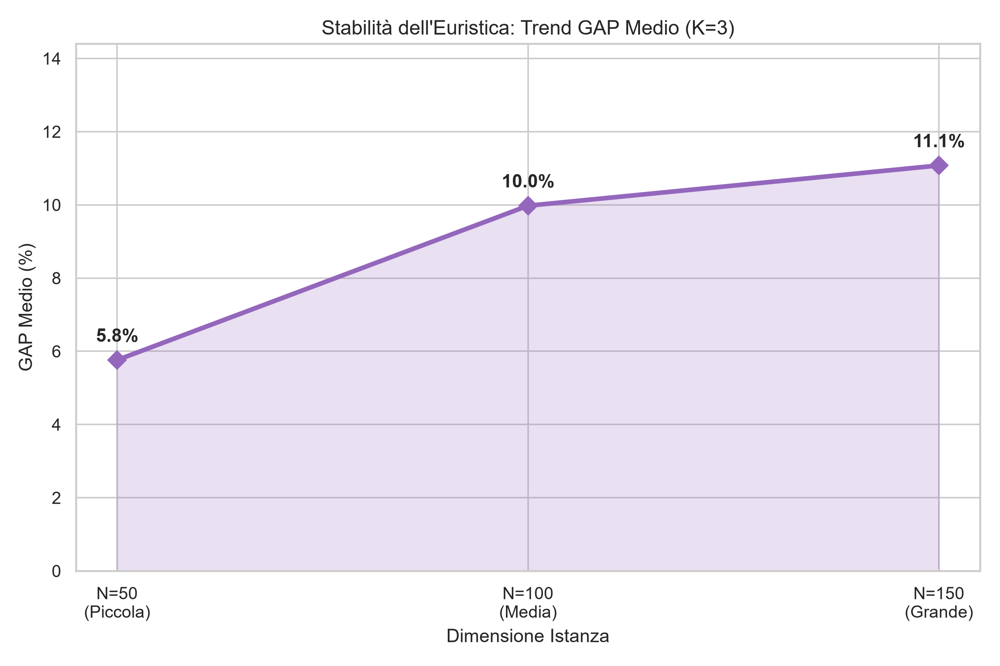 Stabilità dell'Euristica: Trend GAP Medio (K=3)
GAP Medio (%)
14
12
10
8
6
4
2
0
5.8%
10.0%
11.1%
N=50
(Piccola)
N=100
(Media)
N=150
(Grande)
Dimensione Istanza